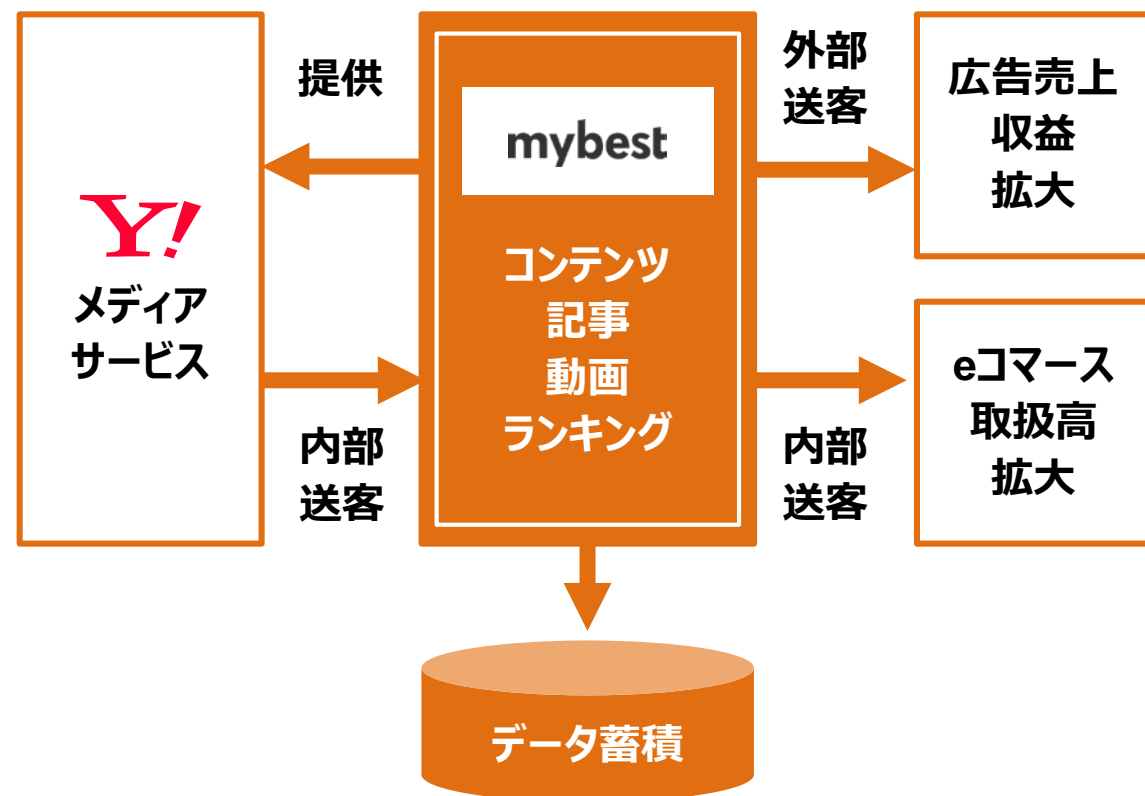 Y!
メディア
サービス
提供
内部
送客
mybest
コンテンツ
記事
動画
ランキング
外部
送客
内部
送客
広告売上
収益
拡大
eコマース
取扱高
拡大
データ蓄積